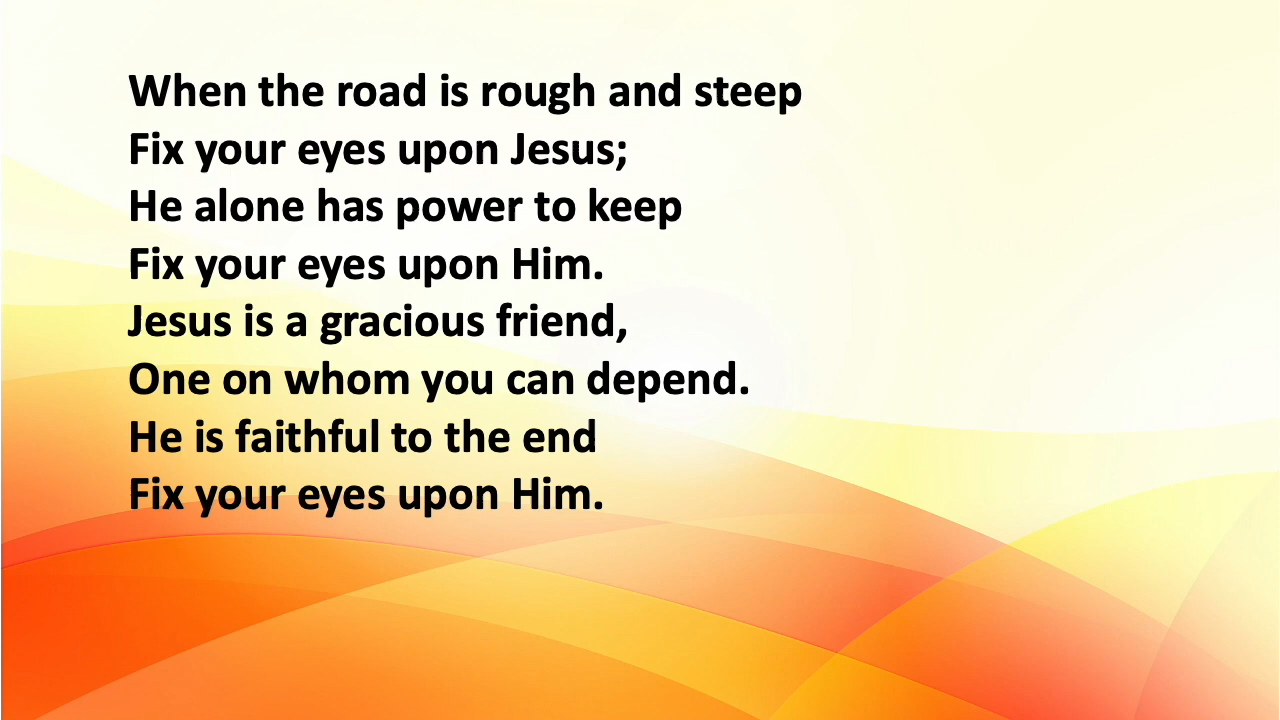 When the road is rough and steep
Fix your eyes upon Jesus;
He alone has power to keep
Fix your eyes upon Him.
Jesus is a gracious friend,
One on whom you can depend.
He is faithful to the end
Fix your eyes upon Him.